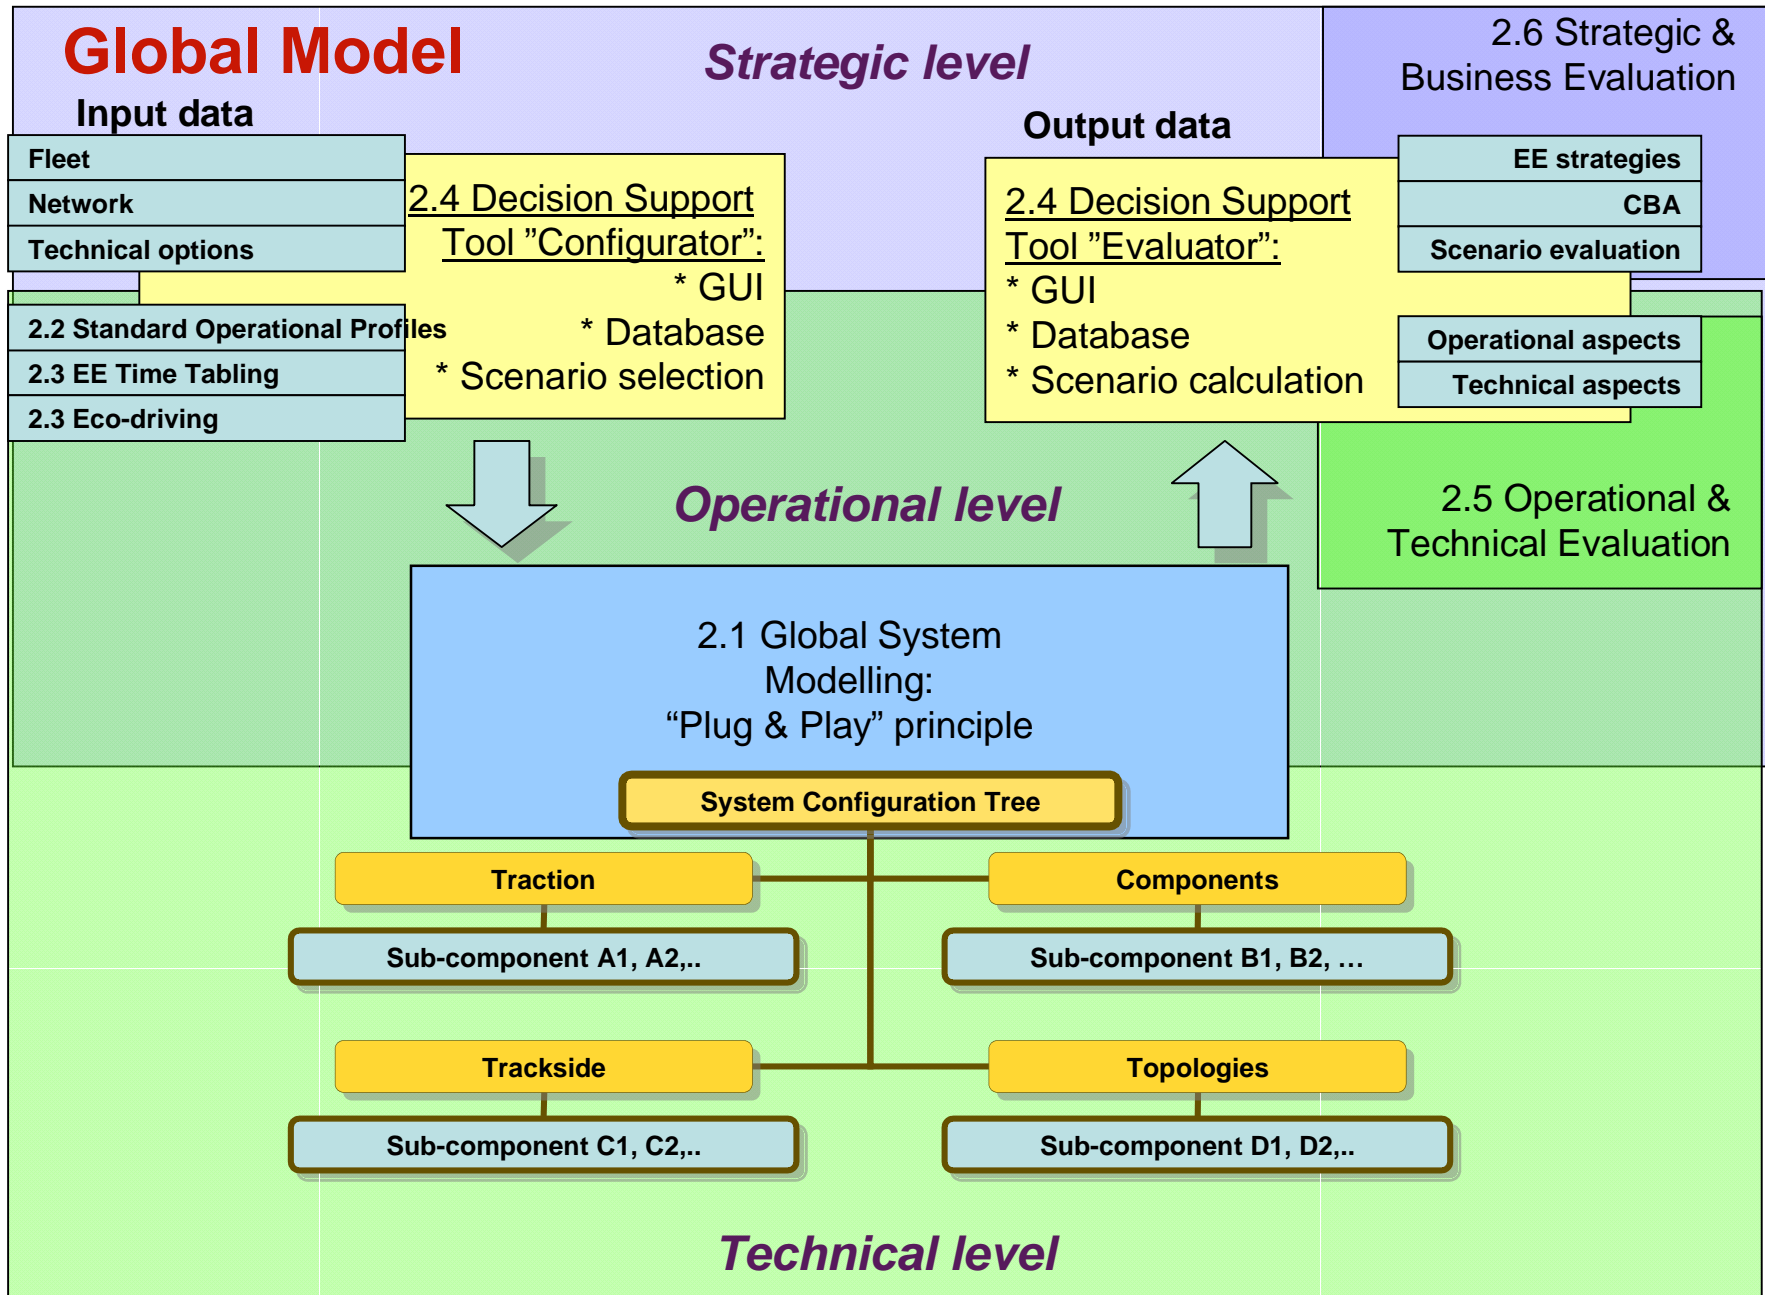 Global Model
Strategic level
2.6 Strategic &
Business Evaluation
Input data
Output data
Fleet
Network
Technical options
2.2 Standard Operational Profiles
2.3 EE Time Tabling
2.3 Eco-driving
2.4 Decision Support
Tool ”Configurator”:
* GUI
* Database
* Scenario selection
2.4 Decision Support
Tool ”Evaluator”:
* GUI
* Database
* Scenario calculation
EE strategies
CBA
Scenario evaluation
Operational aspects
Technical aspects
Operational level
2.5 Operational &
Technical Evaluation
2.1 Global System
Modelling:
“Plug & Play” principle
System Configuration Tree
Traction
Components
Sub-component A1, A2,..
Sub-component B1, B2, …
Trackside
Topologies
Sub-component C1, C2,..
Sub-component D1, D2,..
Technical level